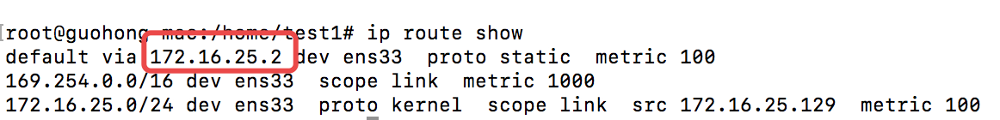 [root@guohong-mac:/home/test1# ip route show
default via 172.16.25.2 dev ens33  proto static  metric 100
169.254.0.0/16 dev ens33  scope link  metric 1000
172.16.25.0/24 dev ens33  proto kernel  scope link  src 172.16.25.129  metric 100